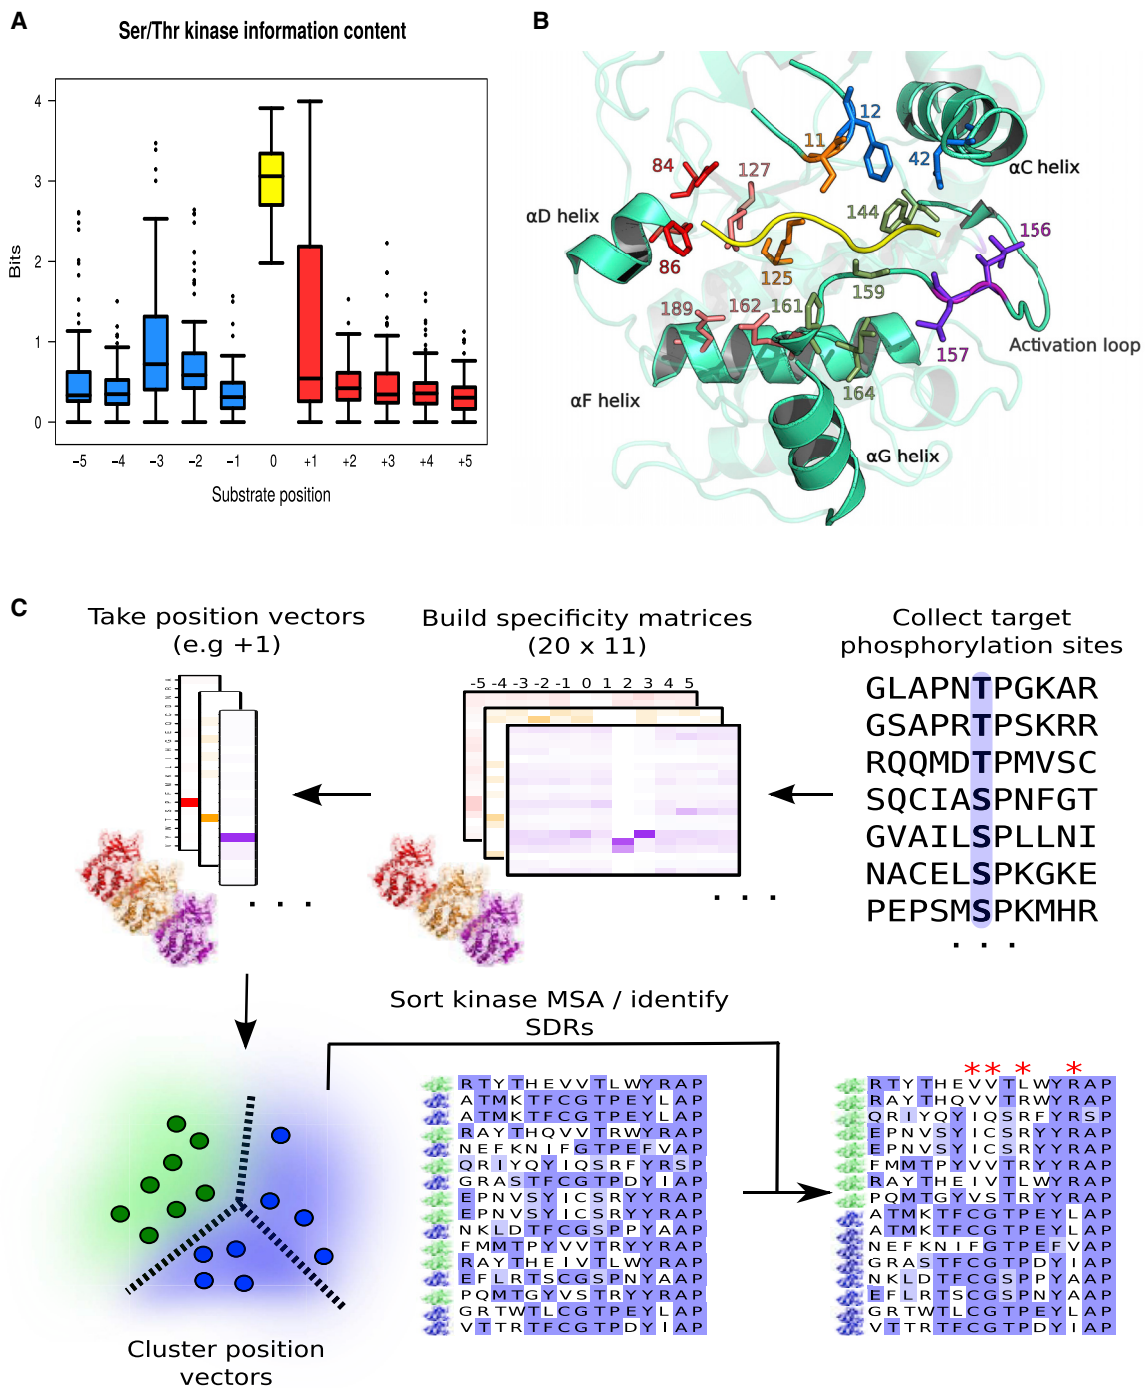 A
Ser/Thr kinase information content
Bits
4
3
2
1
0
−5 −4 −3 −2 −1 0 +1 +2 +3 +4 +5
Substrate position
B
12
11
42
αC helix
84
127
αD helix
144
156
86
125
159
189
162
161
157
Activation loop
164
αF helix
αG helix
C
Take position vectors
(e.g +1)
Build specificity matrices
(20 x 11)
Collect target
phosphorylation sites
-5 -4 -3 -2 -1 0 1 2 3 4 5
GLAPNTPGKAR
GSAPRTPSKRR
RQQMDTPMVSC
SQCIASPNFGT
GVAILSPLLNI
NACELSPKGKE
PEPSMSPKMHR
. . .
. . .
. . .
Sort kinase MSA / identify
SDRs
RTYTHEVVTLWYRAP
ATMKTFCGTPEYLAP
ATMKTFCGTPEYLAP
RAYTHQVVTRWYRAP
NEFKNIFGTPEFVAP
QRIYQYIQSRFYRSP
GRASTFCGTPDYIAP
EPNVSYICSRYYRAP
EPNVSYICSRYYRAP
NKLDTFCGSPPYAAP
FMMTPYVVTRYYRAP
RAYTHEIVTLWYRAP
EFLRTSCGSPNYAAP
PQMTGYVSTRYYRAP
GRTWTLCGTPEYLAP
VTTRTFCGTPDYIAP
* * * *
RTYTHEVVTLWYRAP
RAYTHQVVTRWYRAP
QRIYQYIQSRFYRSP
EPNVSYICSRYYRAP
EPNVSYICSRYYRAP
FMMTPYVVTRYYRAP
RAYTHEIVTLWYRAP
PQMTGYVSTRYYRAP
ATMKTFCGTPEYLAP
ATMKTFCGTPEYLAP
NEFKNIFGTPEFVAP
GRASTFCGTPDYIAP
NKLDTFCGSPPYAAP
EFLRTSCGSPNYAAP
GRTWTLCGTPEYLAP
VTTRTFCGTPDYIAP
Cluster position
vectors